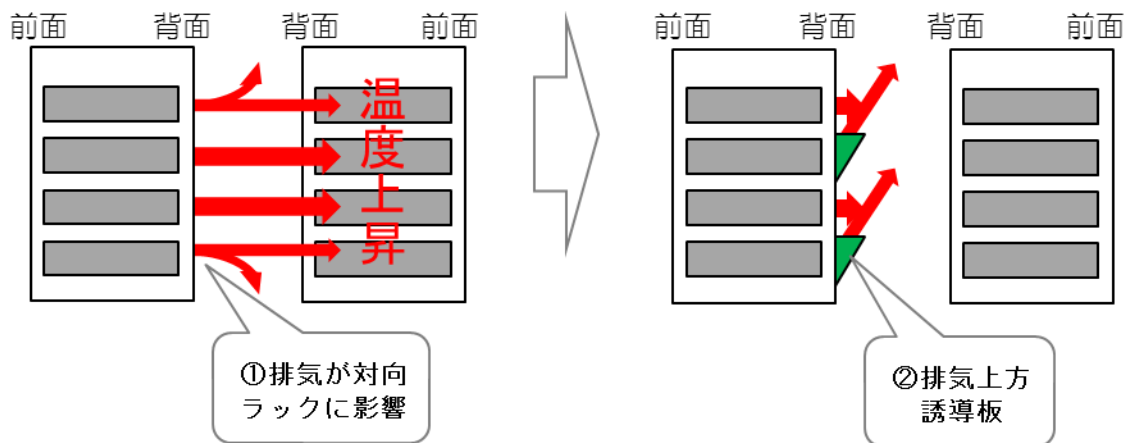 前面 背面 背面 前面
温
度
上
昇
①排気が対向
ラックに影響
前面 背面 背面 前面
②排気上方
誘導板